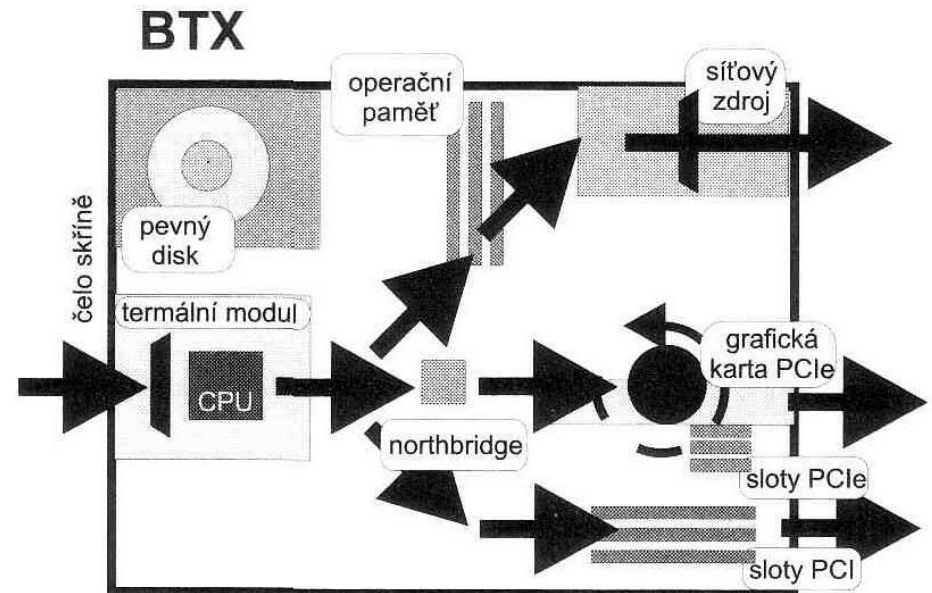 BTX
operační
paměť
síťový
zdroj
pevný
disk
čelo skříně
termální modul
CPU
grafická
karta PCIe
northbridge
sloty PCIe
sloty PCI